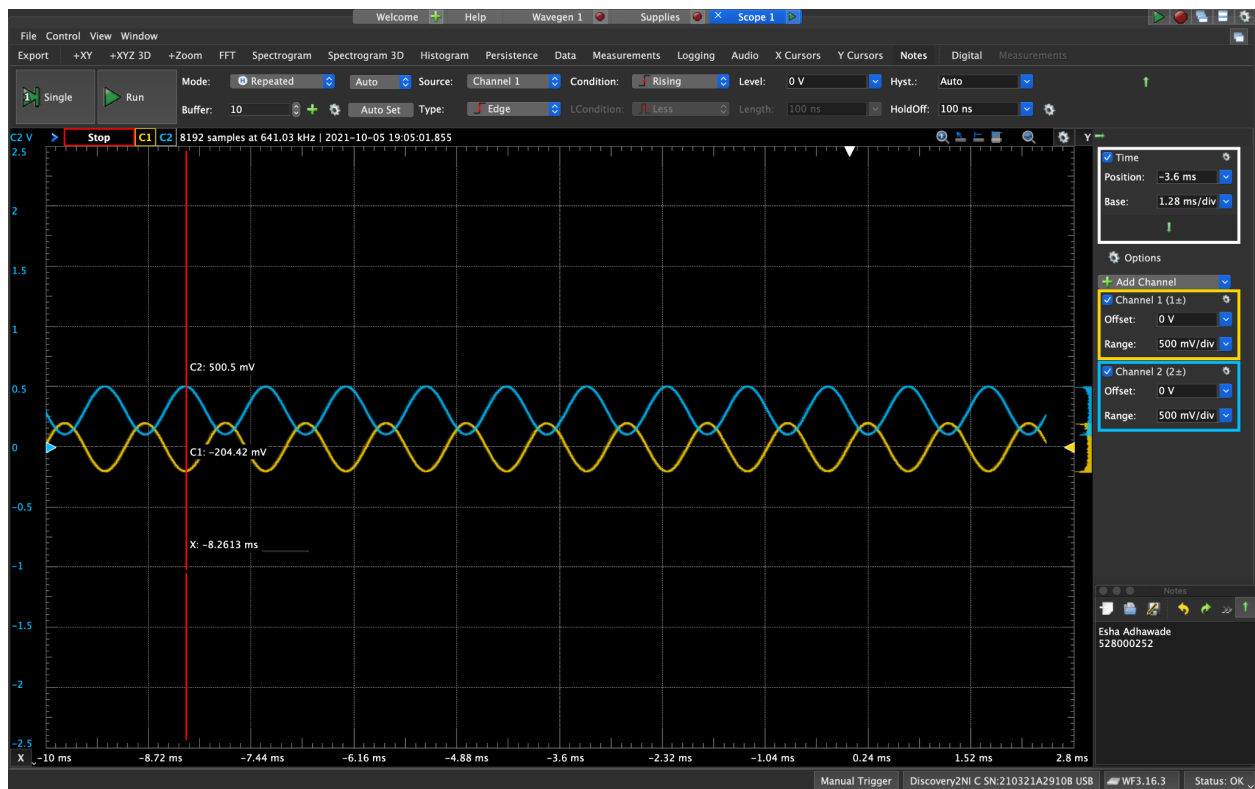 Welcome Help Wavegen 1 Supplies Scope 1
File Control View Window
Export +XY +XYZ 3D +Zoom FFT Spectrogram Spectrogram 3D Histogram Persistence Data Measurements Logging Audio X Cursors Y Cursors Notes Digital Measurements
Single Run Mode: Repeated Auto Source: Channel 1 Condition: Rising Level: 0 V Hyst.: Auto
Buffer: 10 Auto Set Type: Edge LCondition: Less Length: 100 ns HoldOff: 100 ns
C2 V Stop C1 C2 8192 samples at 641.03 kHz | 2021-10-05 19:05:01.855 Y
2.5
2
1.5
1
0.5
0
-0.5
-1
-1.5
-2
-2.5
C2: 500.5 mV
C1: -204.42 mV
X: -8.2613 ms
X -10 ms -8.72 ms -7.44 ms -6.16 ms -4.88 ms -3.6 ms -2.32 ms -1.04 ms 0.24 ms 1.52 ms 2.8 ms
Time
Position: -3.6 ms
Base: 1.28 ms/div
Options
Add Channel
Channel 1 (1±)
Offset: 0 V
Range: 500 mV/div
Channel 2 (2±)
Offset: 0 V
Range: 500 mV/div
Notes
Esha Adhawade
528000252
Manual Trigger Discovery2NI C SN:210321A2910B USB WF3.16.3 Status: OK